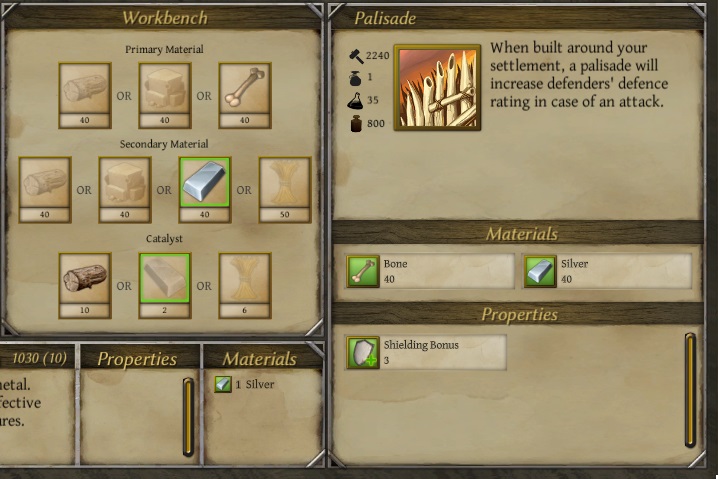 Workbench
Primary Material
OR OR
40 40 40
Secondary Material
OR OR OR
40 40 40 50
Catalyst
OR OR
10 2 6
1030 (10)
Properties
Materials
1 Silver
Palisade
2240
1
35
800
When built around your
settlement, a palisade will
increase defenders' defence
rating in case of an attack.
Materials
Bone
40
Silver
40
Properties
Shielding Bonus
3